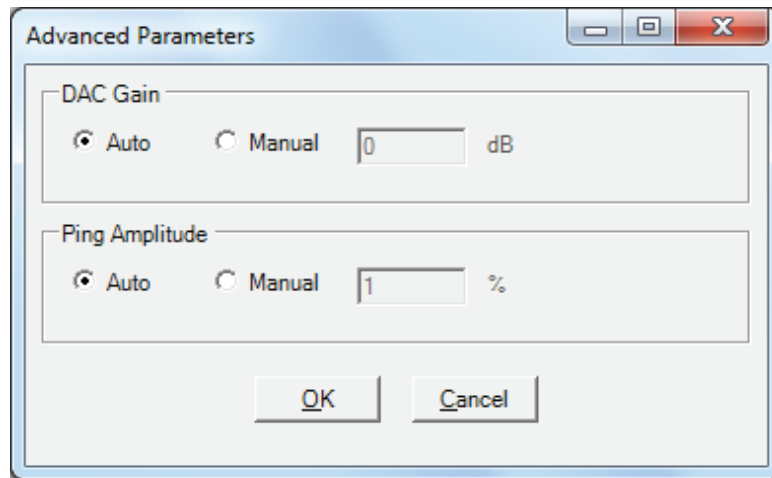 Advanced Parameters
DAC Gain
Auto Manual 0 dB
Ping Amplitude
Auto Manual 1 %
OK Cancel